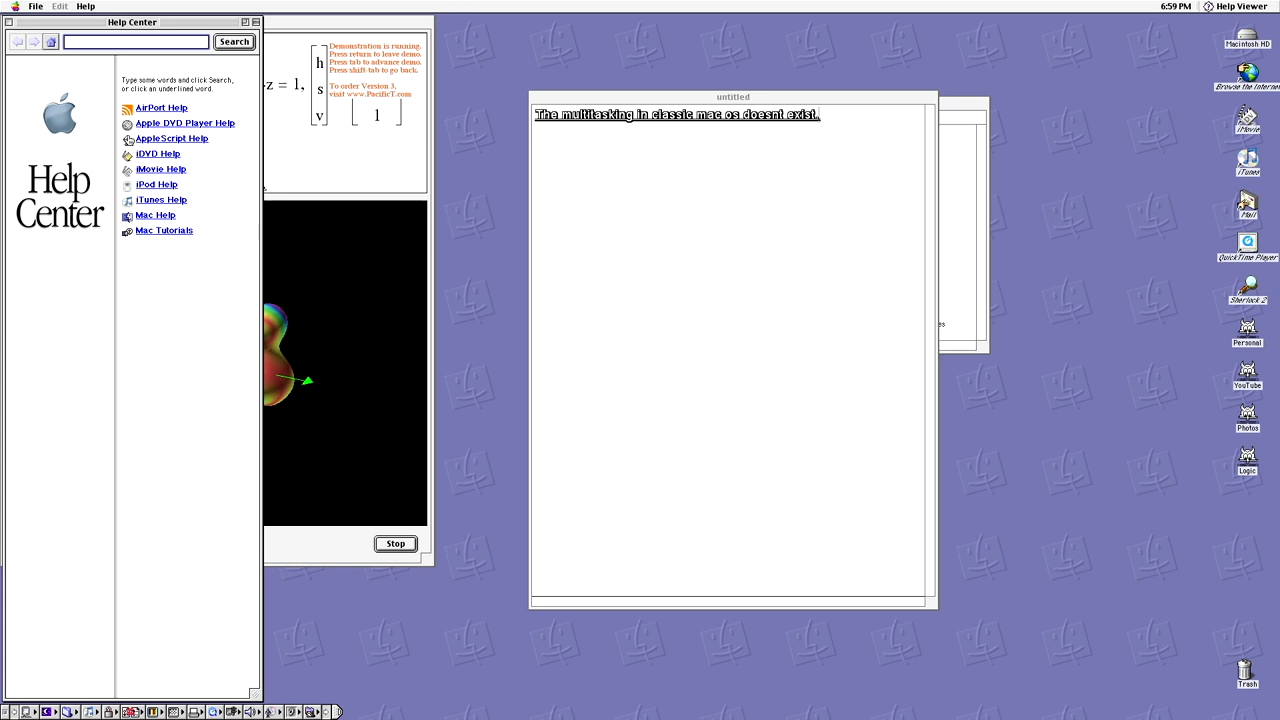 File Edit Help
6:59 PM Help Viewer
Help Center
Search
Type some words and click Search,
or click an underlined word.
AirPort Help
Apple DVD Player Help
AppleScript Help
iDVD Help
iMovie Help
iPod Help
iTunes Help
Mac Help
Mac Tutorials
Help
Center
z = 1,
h
s
v
1
Demonstration is running.
Press return to leave demo.
Press tab to advance demo.
Press shift-tab to go back.
To order Version 3,
visit www.PacificT.com
Stop
untitled
The multitasking in classic mac os doesnt exist.
es
Macintosh HD
Browse the Internet
iMovie
iTunes
Mail
QuickTime Player
Sherlock 2
Personal
YouTube
Photos
Logic
Trash